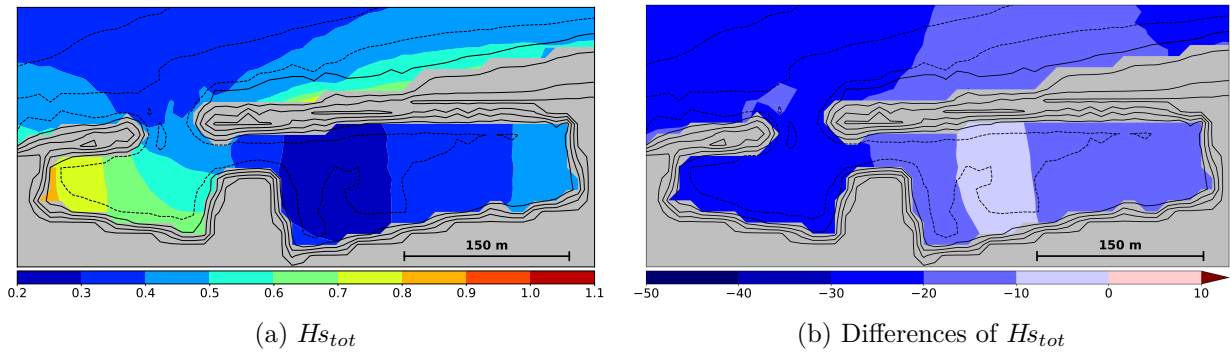 150 m 150 m
0.2 0.3 0.4 0.5 0.6 0.7 0.8 0.9 1.0 1.1 −50 −40 −30 −20 −10 0 10
(a) Hs_tot (b) Differences of Hs_tot